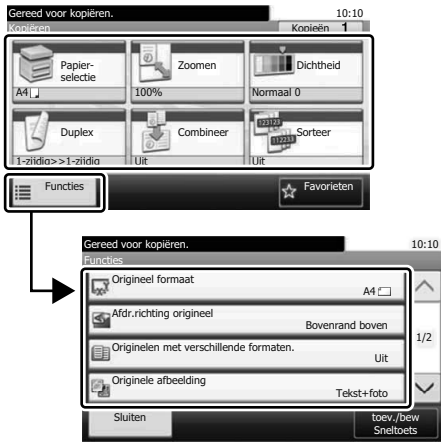 Gereed voor kopiëren. 10:10
Kopiëren Kopieën 1
Papier-
selectie
A4
Zoomen
100%
Dichtheid
Normaal 0
Duplex
1-zijdig>>1-zijdig
Combineer
Uit
123123
112233
Sorteer
Uit
Functies
Favorieten
Gereed voor kopiëren. 10:10
Functies
Origineel formaat
A4
Afdr.richting origineel
Bovenrand boven
Originelen met verschillende formaten.
Uit
Originele afbeelding
Tekst+foto
1/2
Sluiten
toev./bew
Sneltoets